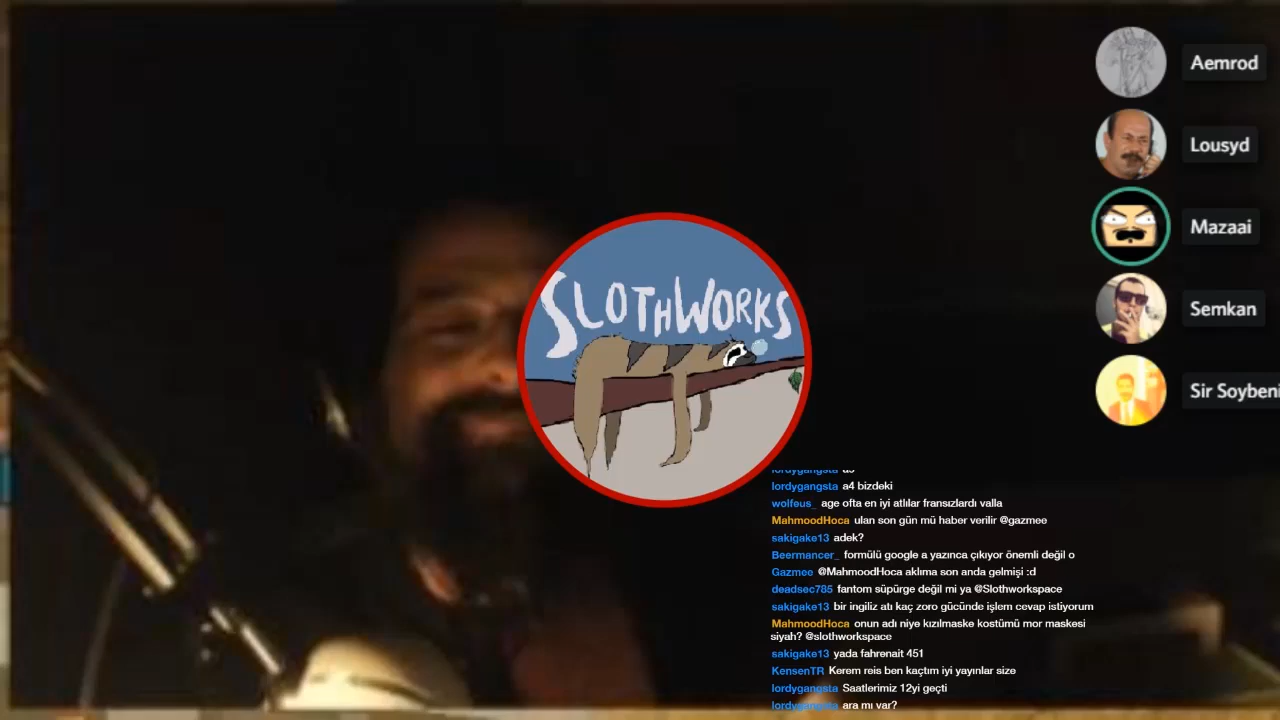 Aemrod
Lousyd
SLOTHWORKS
Mazaai
Semkan
Sir Soybeni
lordygangsta a5
lordygangsta a4 bizdeki
wolfeus_ age ofta en iyi atlılar fransızlardı valla
MahmoodHoca ulan son gün mü haber verilir @gazmee
sakigake13 adek?
Beermancer_ formülü google a yazınca çıkıyor önemli değil o
Gazmee @MahmoodHoca aklıma son anda gelmişi :d
deadsec785 fantom süpürge değil mi ya @Slothworkspace
sakigake13 bir ingiliz atı kaç zoro gücünde işlem cevap istiyorum
MahmoodHoca onun adı niye kızılmaske kostümü mor maskesi
siyah? @slothworkspace
sakigake13 yada fahrenait 451
KensenTR Kerem reis ben kaçtım iyi yayınlar size
lordygangsta Saatlerimiz 12yi geçti
lordygangsta ara mı var?